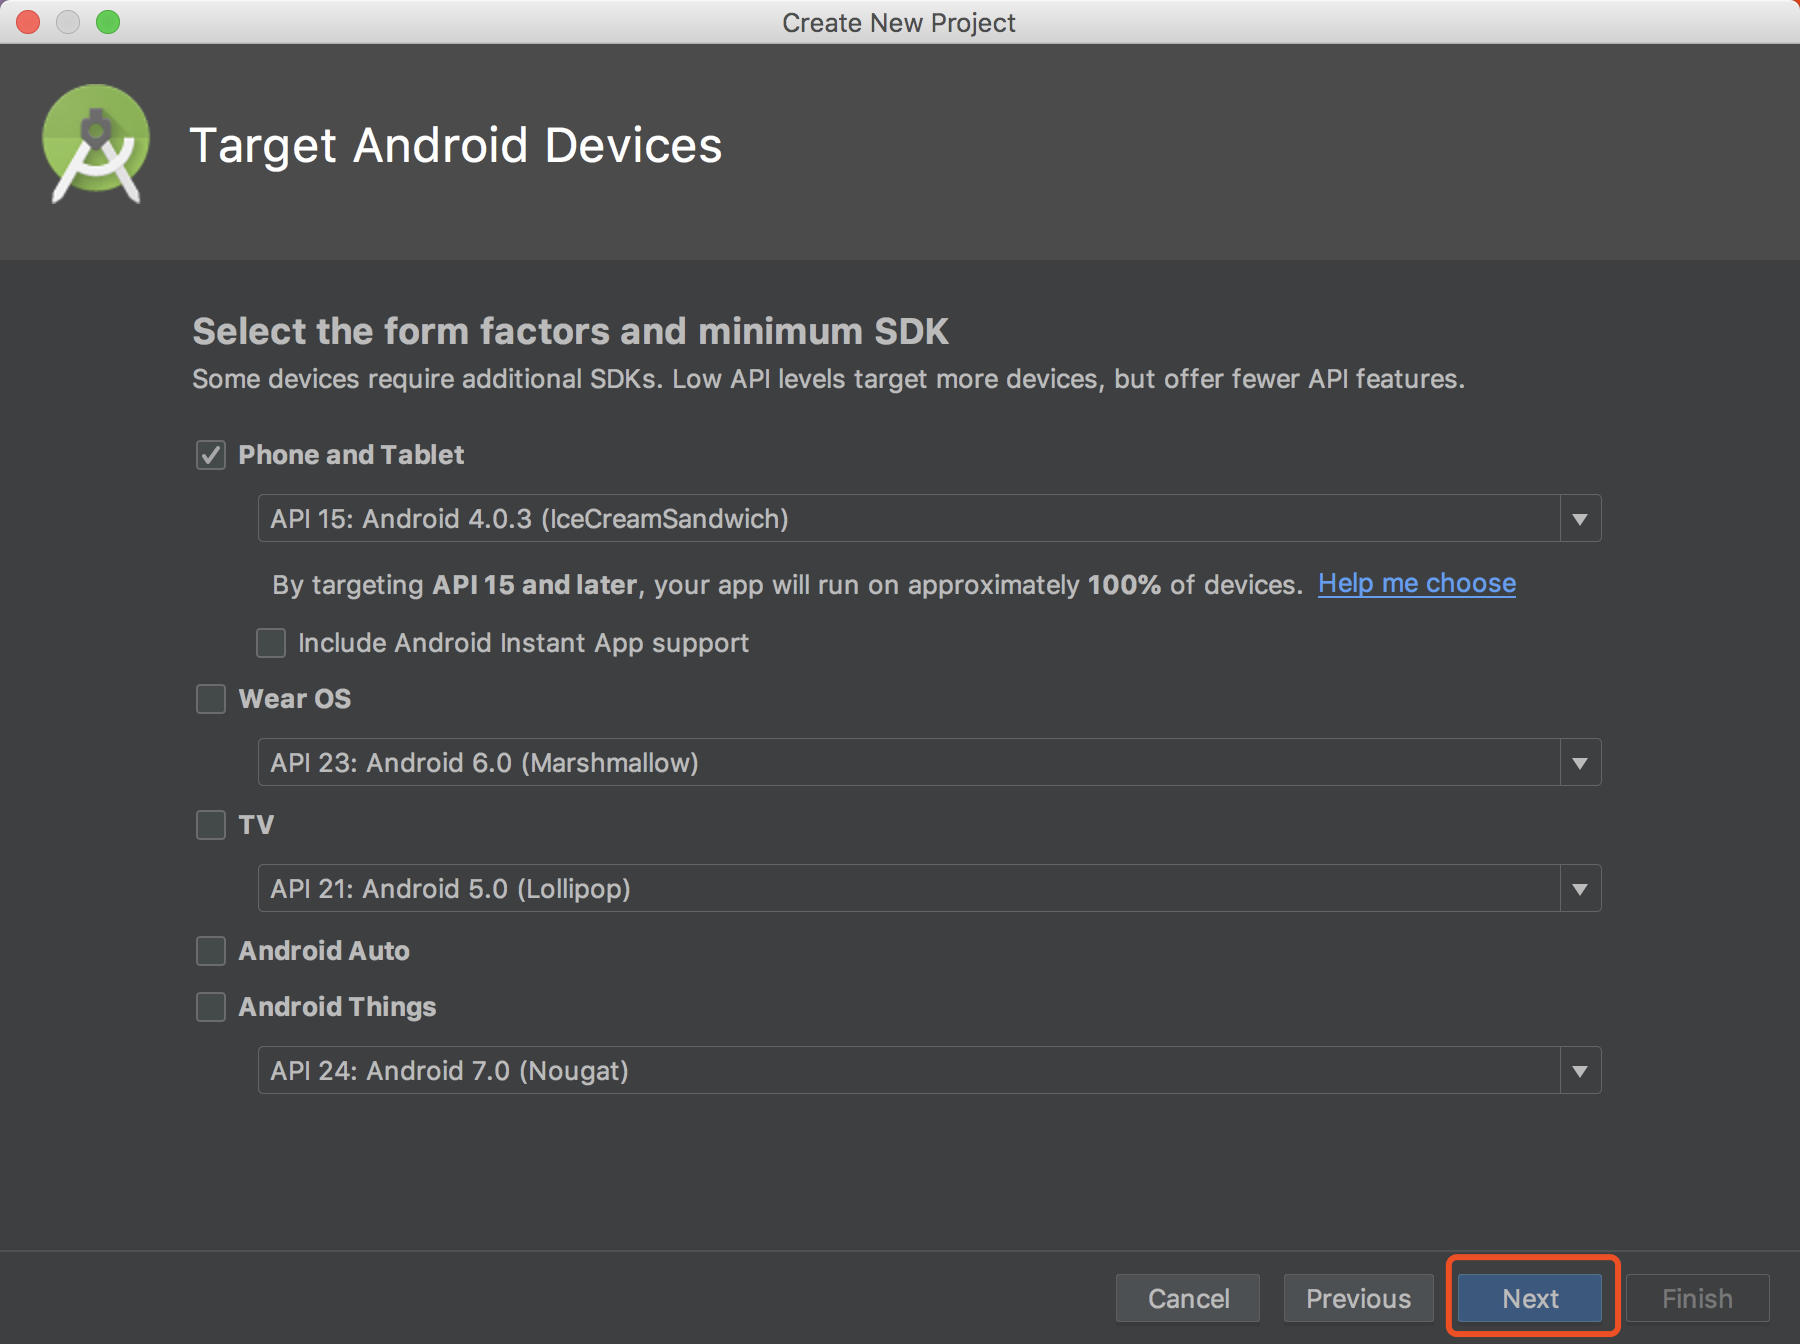 Create New Project
Target Android Devices
Select the form factors and minimum SDK
Some devices require additional SDKs. Low API levels target more devices, but offer fewer API features.
Phone and Tablet
API 15: Android 4.0.3 (IceCreamSandwich)
By targeting API 15 and later, your app will run on approximately 100% of devices. Help me choose
Include Android Instant App support
Wear OS
API 23: Android 6.0 (Marshmallow)
TV
API 21: Android 5.0 (Lollipop)
Android Auto
Android Things
API 24: Android 7.0 (Nougat)
Cancel Previous Next Finish